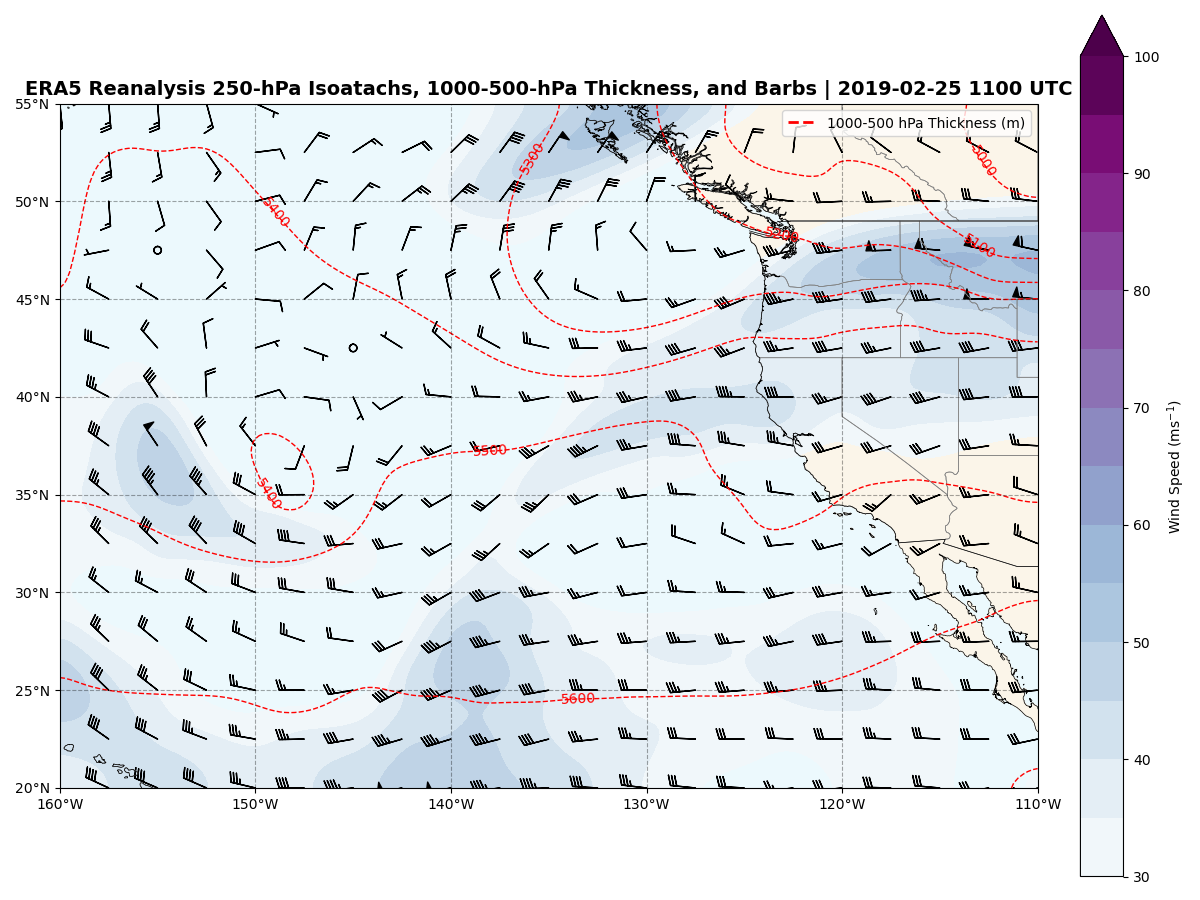 ERA5 Reanalysis 250-hPa Isoatachs, 1000-500-hPa Thickness, and Barbs | 2019-02-25 1100 UTC
1000-500 hPa Thickness (m)
55°N
50°N
45°N
40°N
35°N
30°N
25°N
20°N
160°W
150°W
140°W
130°W
120°W
110°W
5300
5000
5400
5200
5100
5500
5400
5600
100
90
80
70
60
50
40
30
Wind Speed (ms⁻¹)